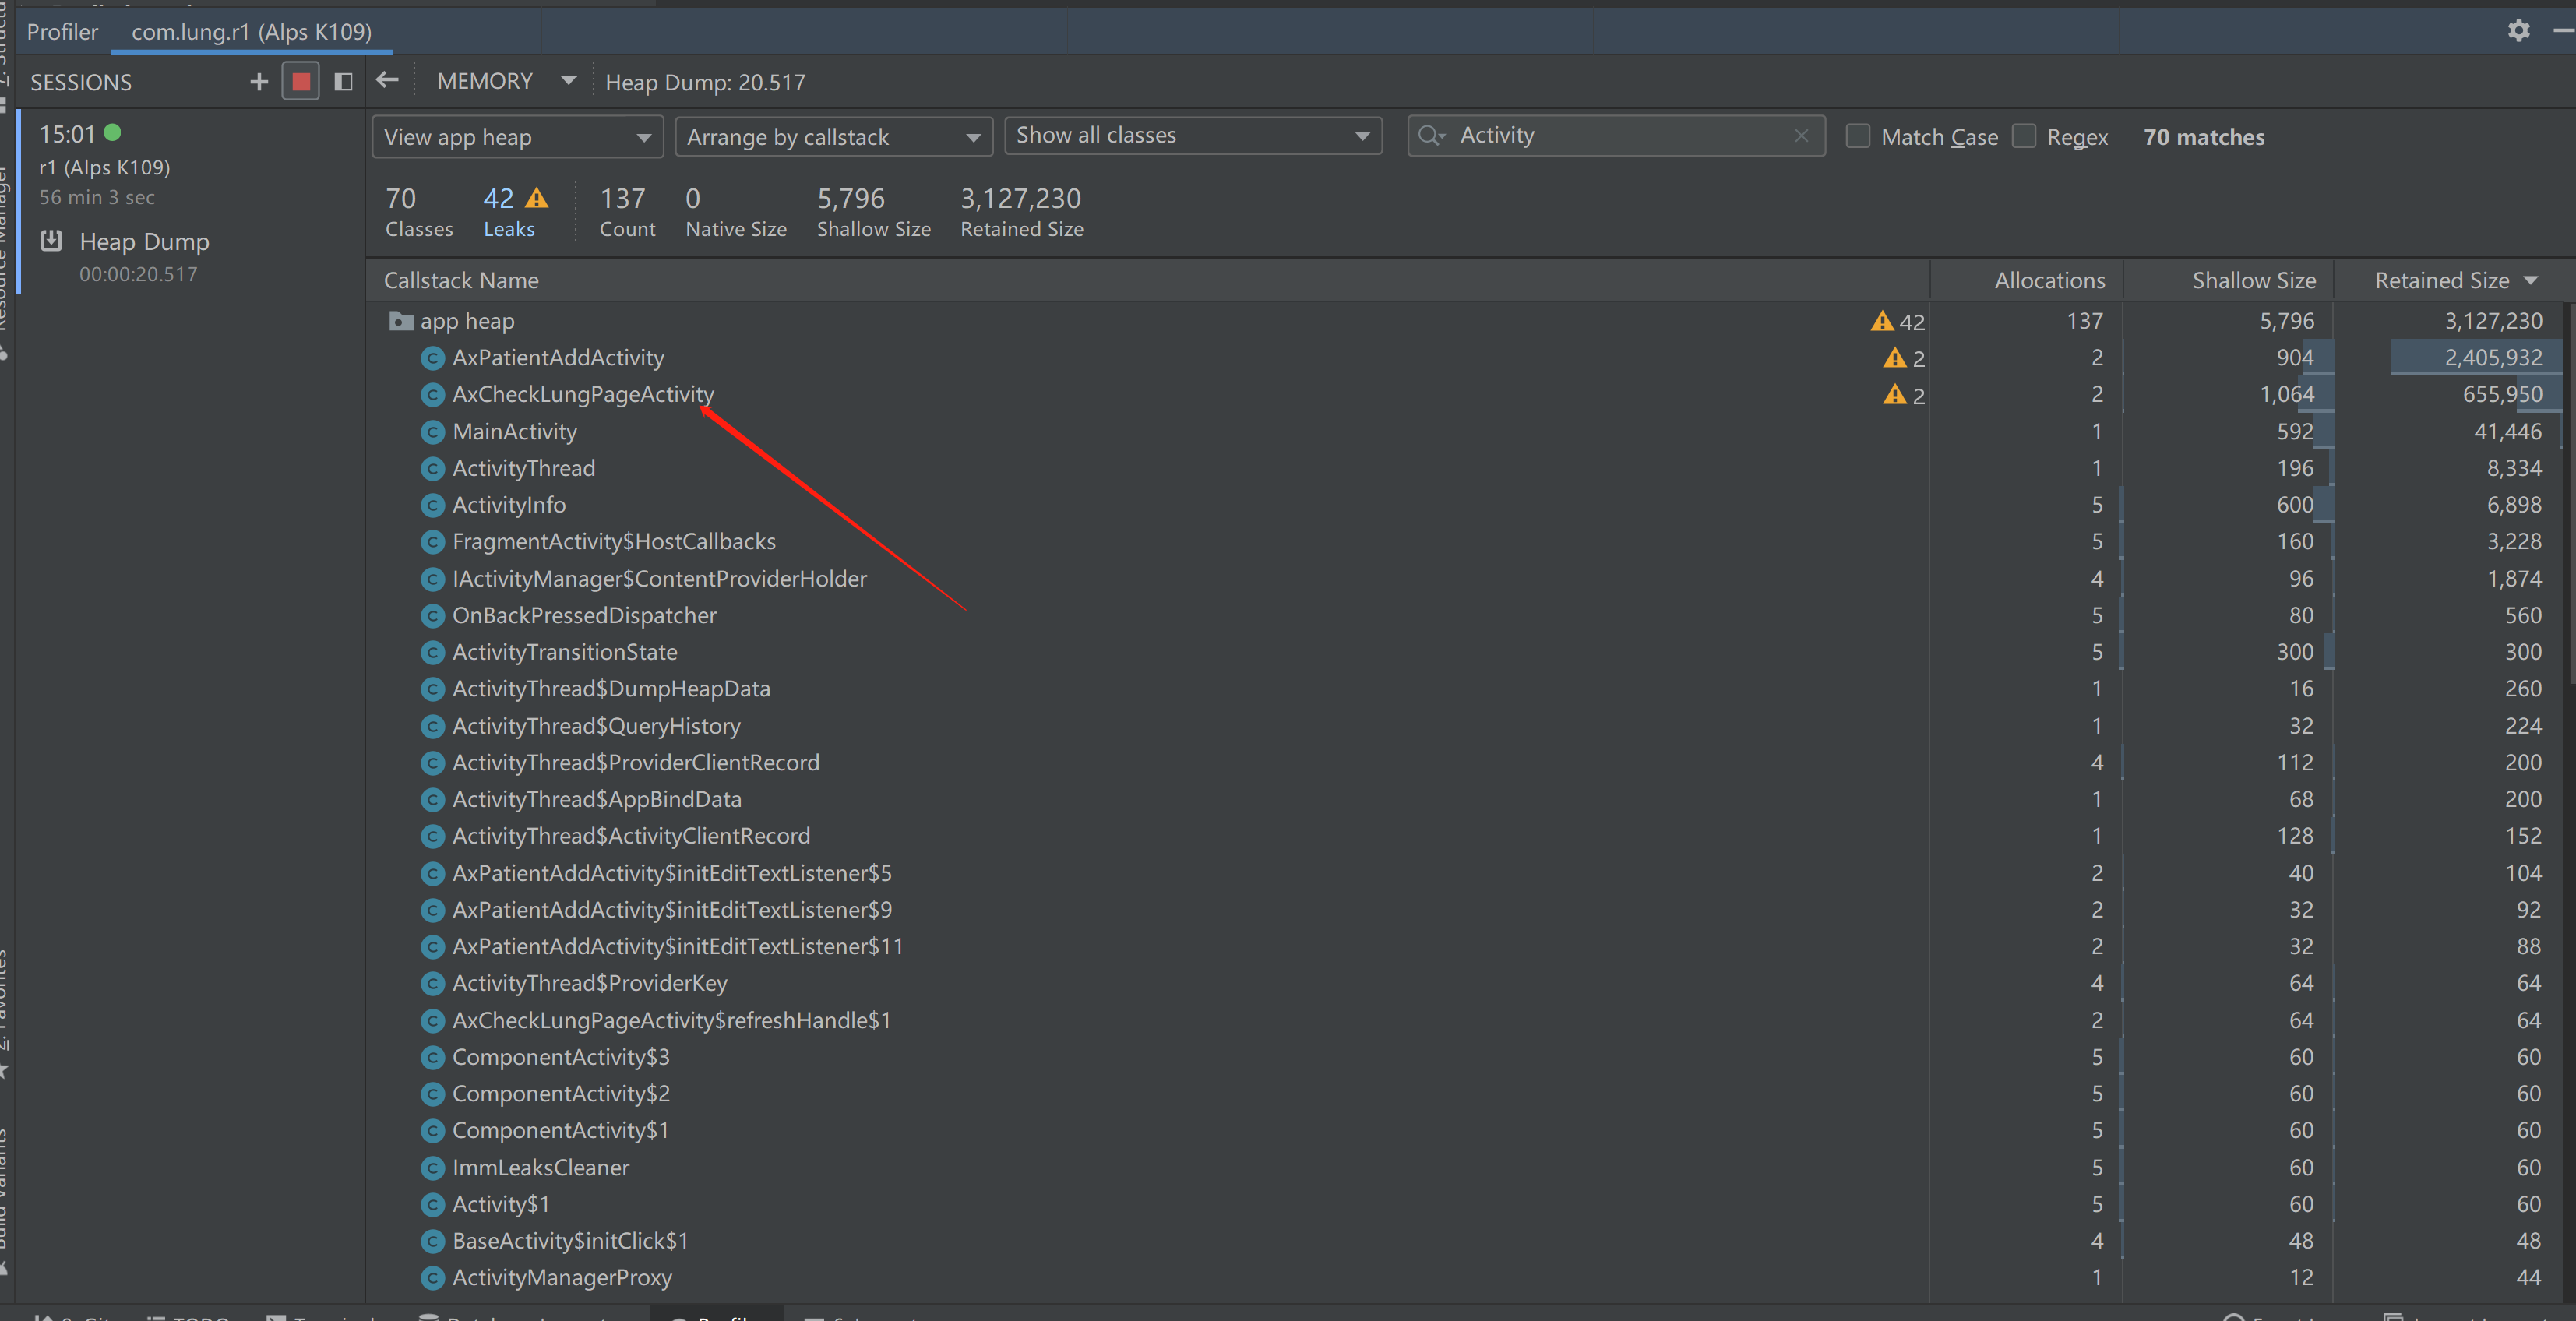 Profiler com.lung.r1 (Alps K109)
SESSIONS MEMORY Heap Dump: 20.517
15:01
r1 (Alps K109)
56 min 3 sec
Heap Dump
00:00:20.517
View app heap Arrange by callstack Show all classes Activity Match Case Regex 70 matches
70 42 137 0 5,796 3,127,230
Classes Leaks Count Native Size Shallow Size Retained Size
Callstack Name Allocations Shallow Size Retained Size
app heap 42 137 5,796 3,127,230
AxPatientAddActivity 2 2 904 2,405,932
AxCheckLungPageActivity 2 2 1,064 655,950
MainActivity 1 592 41,446
ActivityThread 1 196 8,334
ActivityInfo 5 600 6,898
FragmentActivity$HostCallbacks 5 160 3,228
IActivityManager$ContentProviderHolder 4 96 1,874
OnBackPressedDispatcher 5 80 560
ActivityTransitionState 5 300 300
ActivityThread$DumpHeapData 1 16 260
ActivityThread$QueryHistory 1 32 224
ActivityThread$ProviderClientRecord 4 112 200
ActivityThread$AppBindData 1 68 200
ActivityThread$ActivityClientRecord 1 128 152
AxPatientAddActivity$initEditTextListener$5 2 40 104
AxPatientAddActivity$initEditTextListener$9 2 32 92
AxPatientAddActivity$initEditTextListener$11 2 32 88
ActivityThread$ProviderKey 4 64 64
AxCheckLungPageActivity$refreshHandle$1 2 64 64
ComponentActivity$3 5 60 60
ComponentActivity$2 5 60 60
ComponentActivity$1 5 60 60
ImmLeaksCleaner 5 60 60
Activity$1 5 60 60
BaseActivity$initClick$1 4 48 48
ActivityManagerProxy 1 12 44